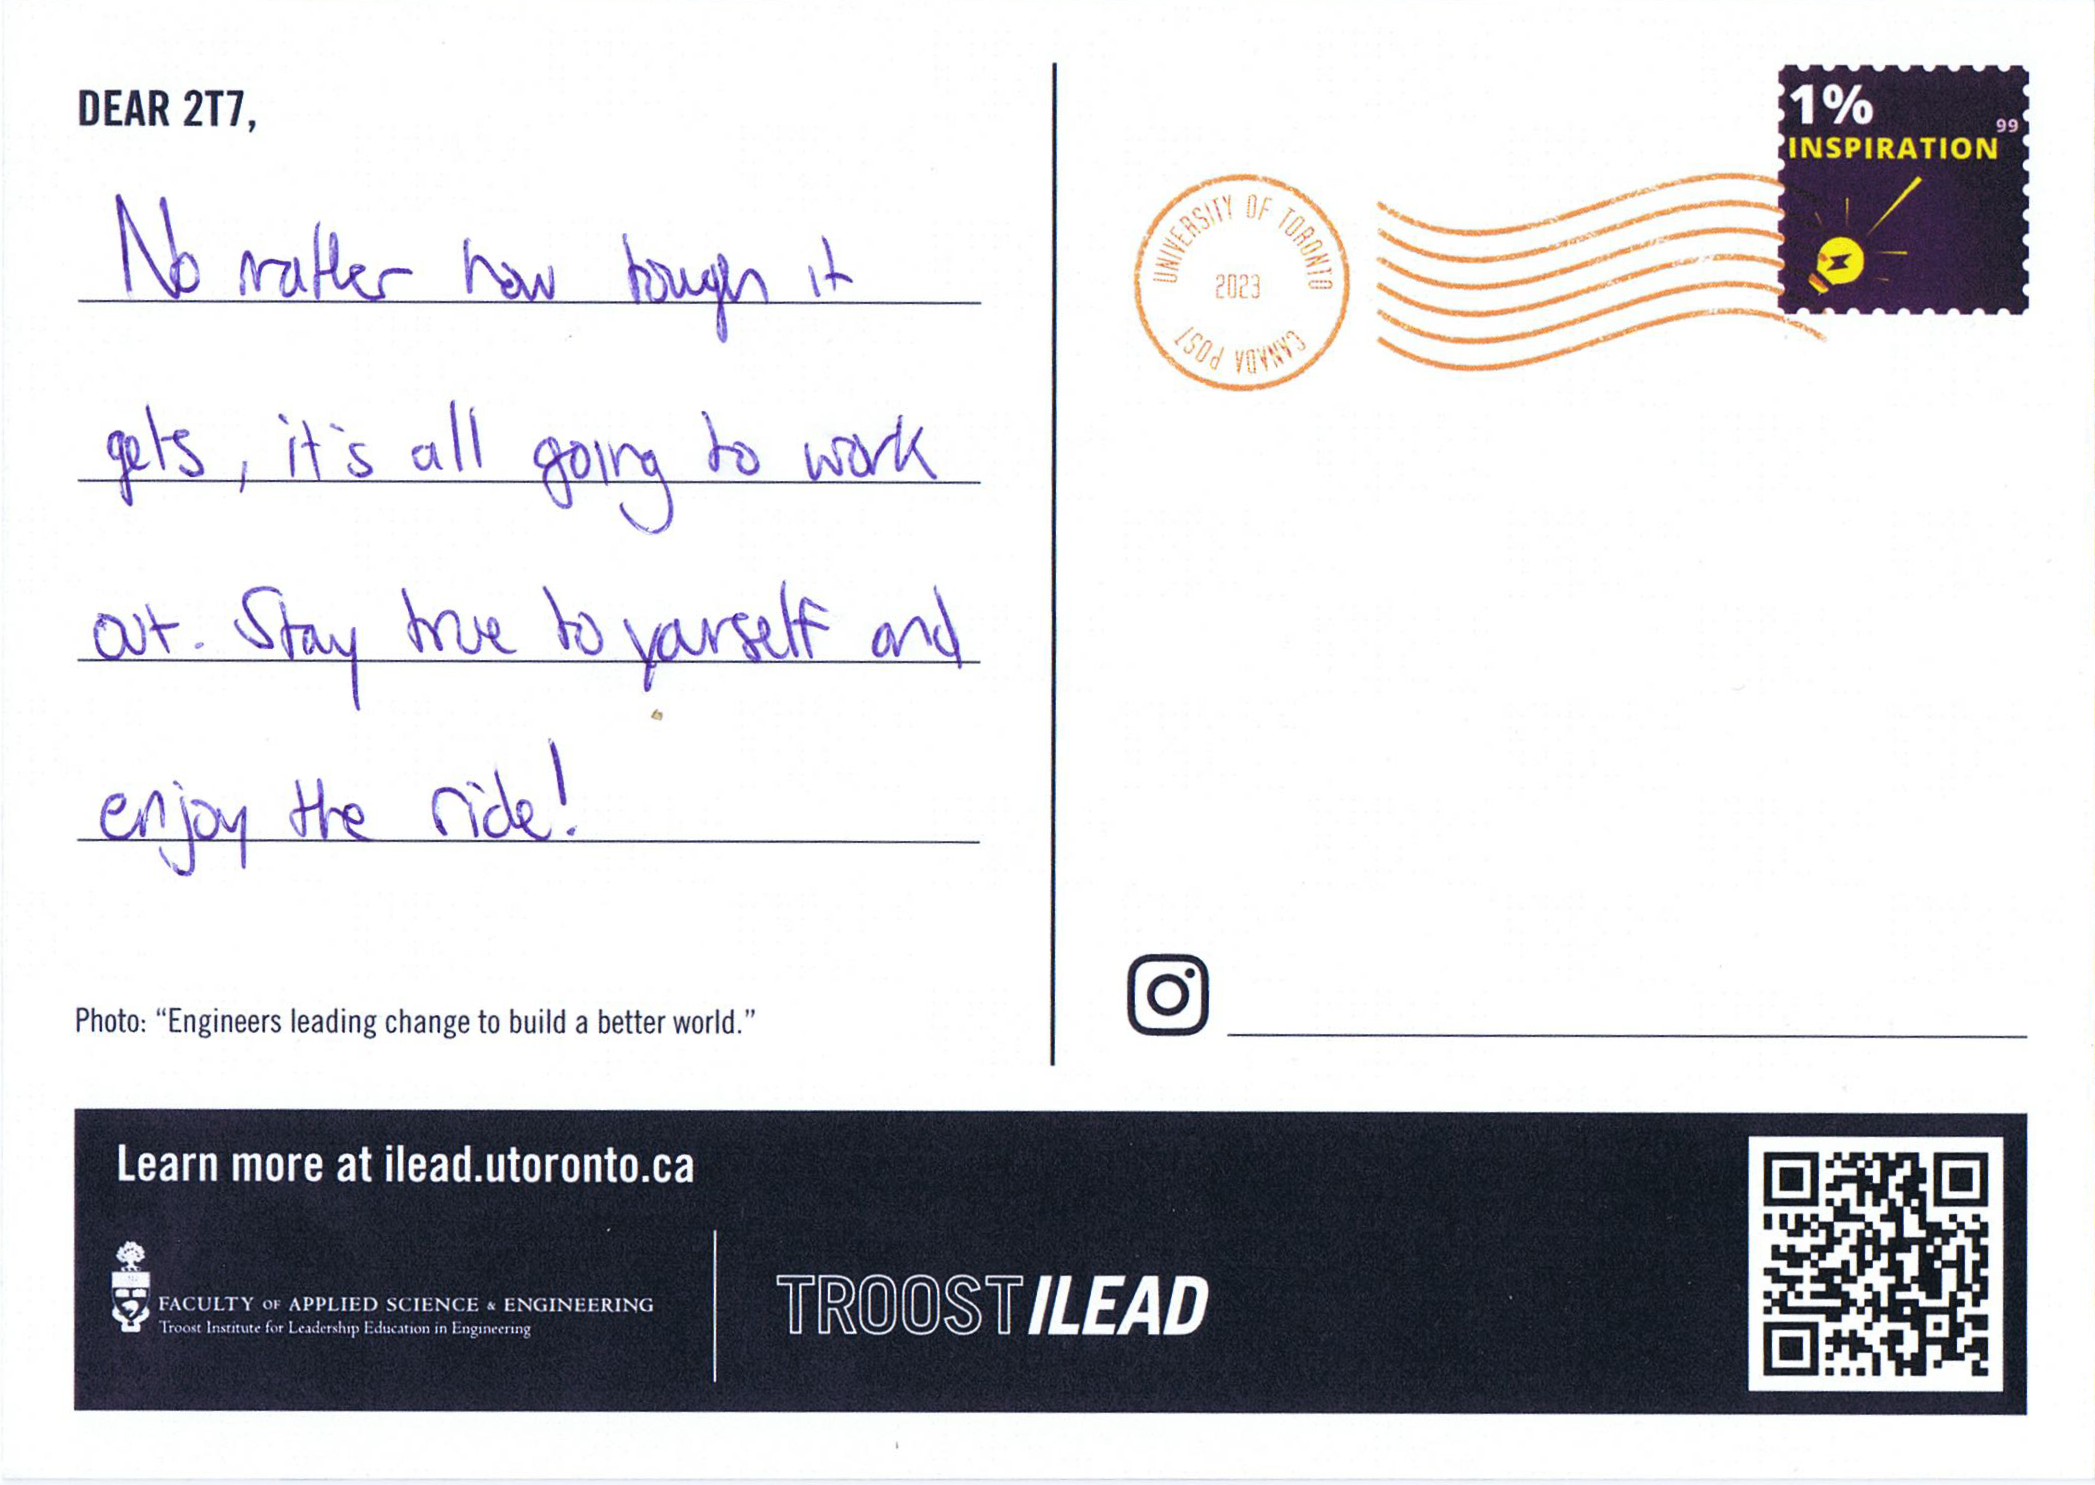 DEAR 2T7,
No matter how tough it
gets, it's all going to work
out. Stay true to yourself and
enjoy the ride!
Photo: “Engineers leading change to build a better world.”
1%
99
INSPIRATION
UNIVERSITY OF TORONTO
2023
CANADA POST
Learn more at ilead.utoronto.ca
FACULTY OF APPLIED SCIENCE & ENGINEERING
Troost Institute for Leadership Education in Engineering
TROOST ILEAD